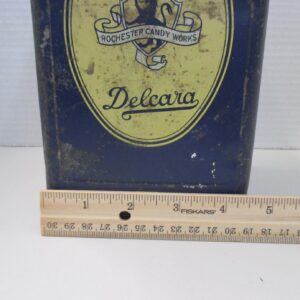 ROCHESTER CANDY WORKS
Delcara
1 2 3 FISKARS 4 5
30 29 28 27 26 25 24 23 22 21 20 19 18 17 16